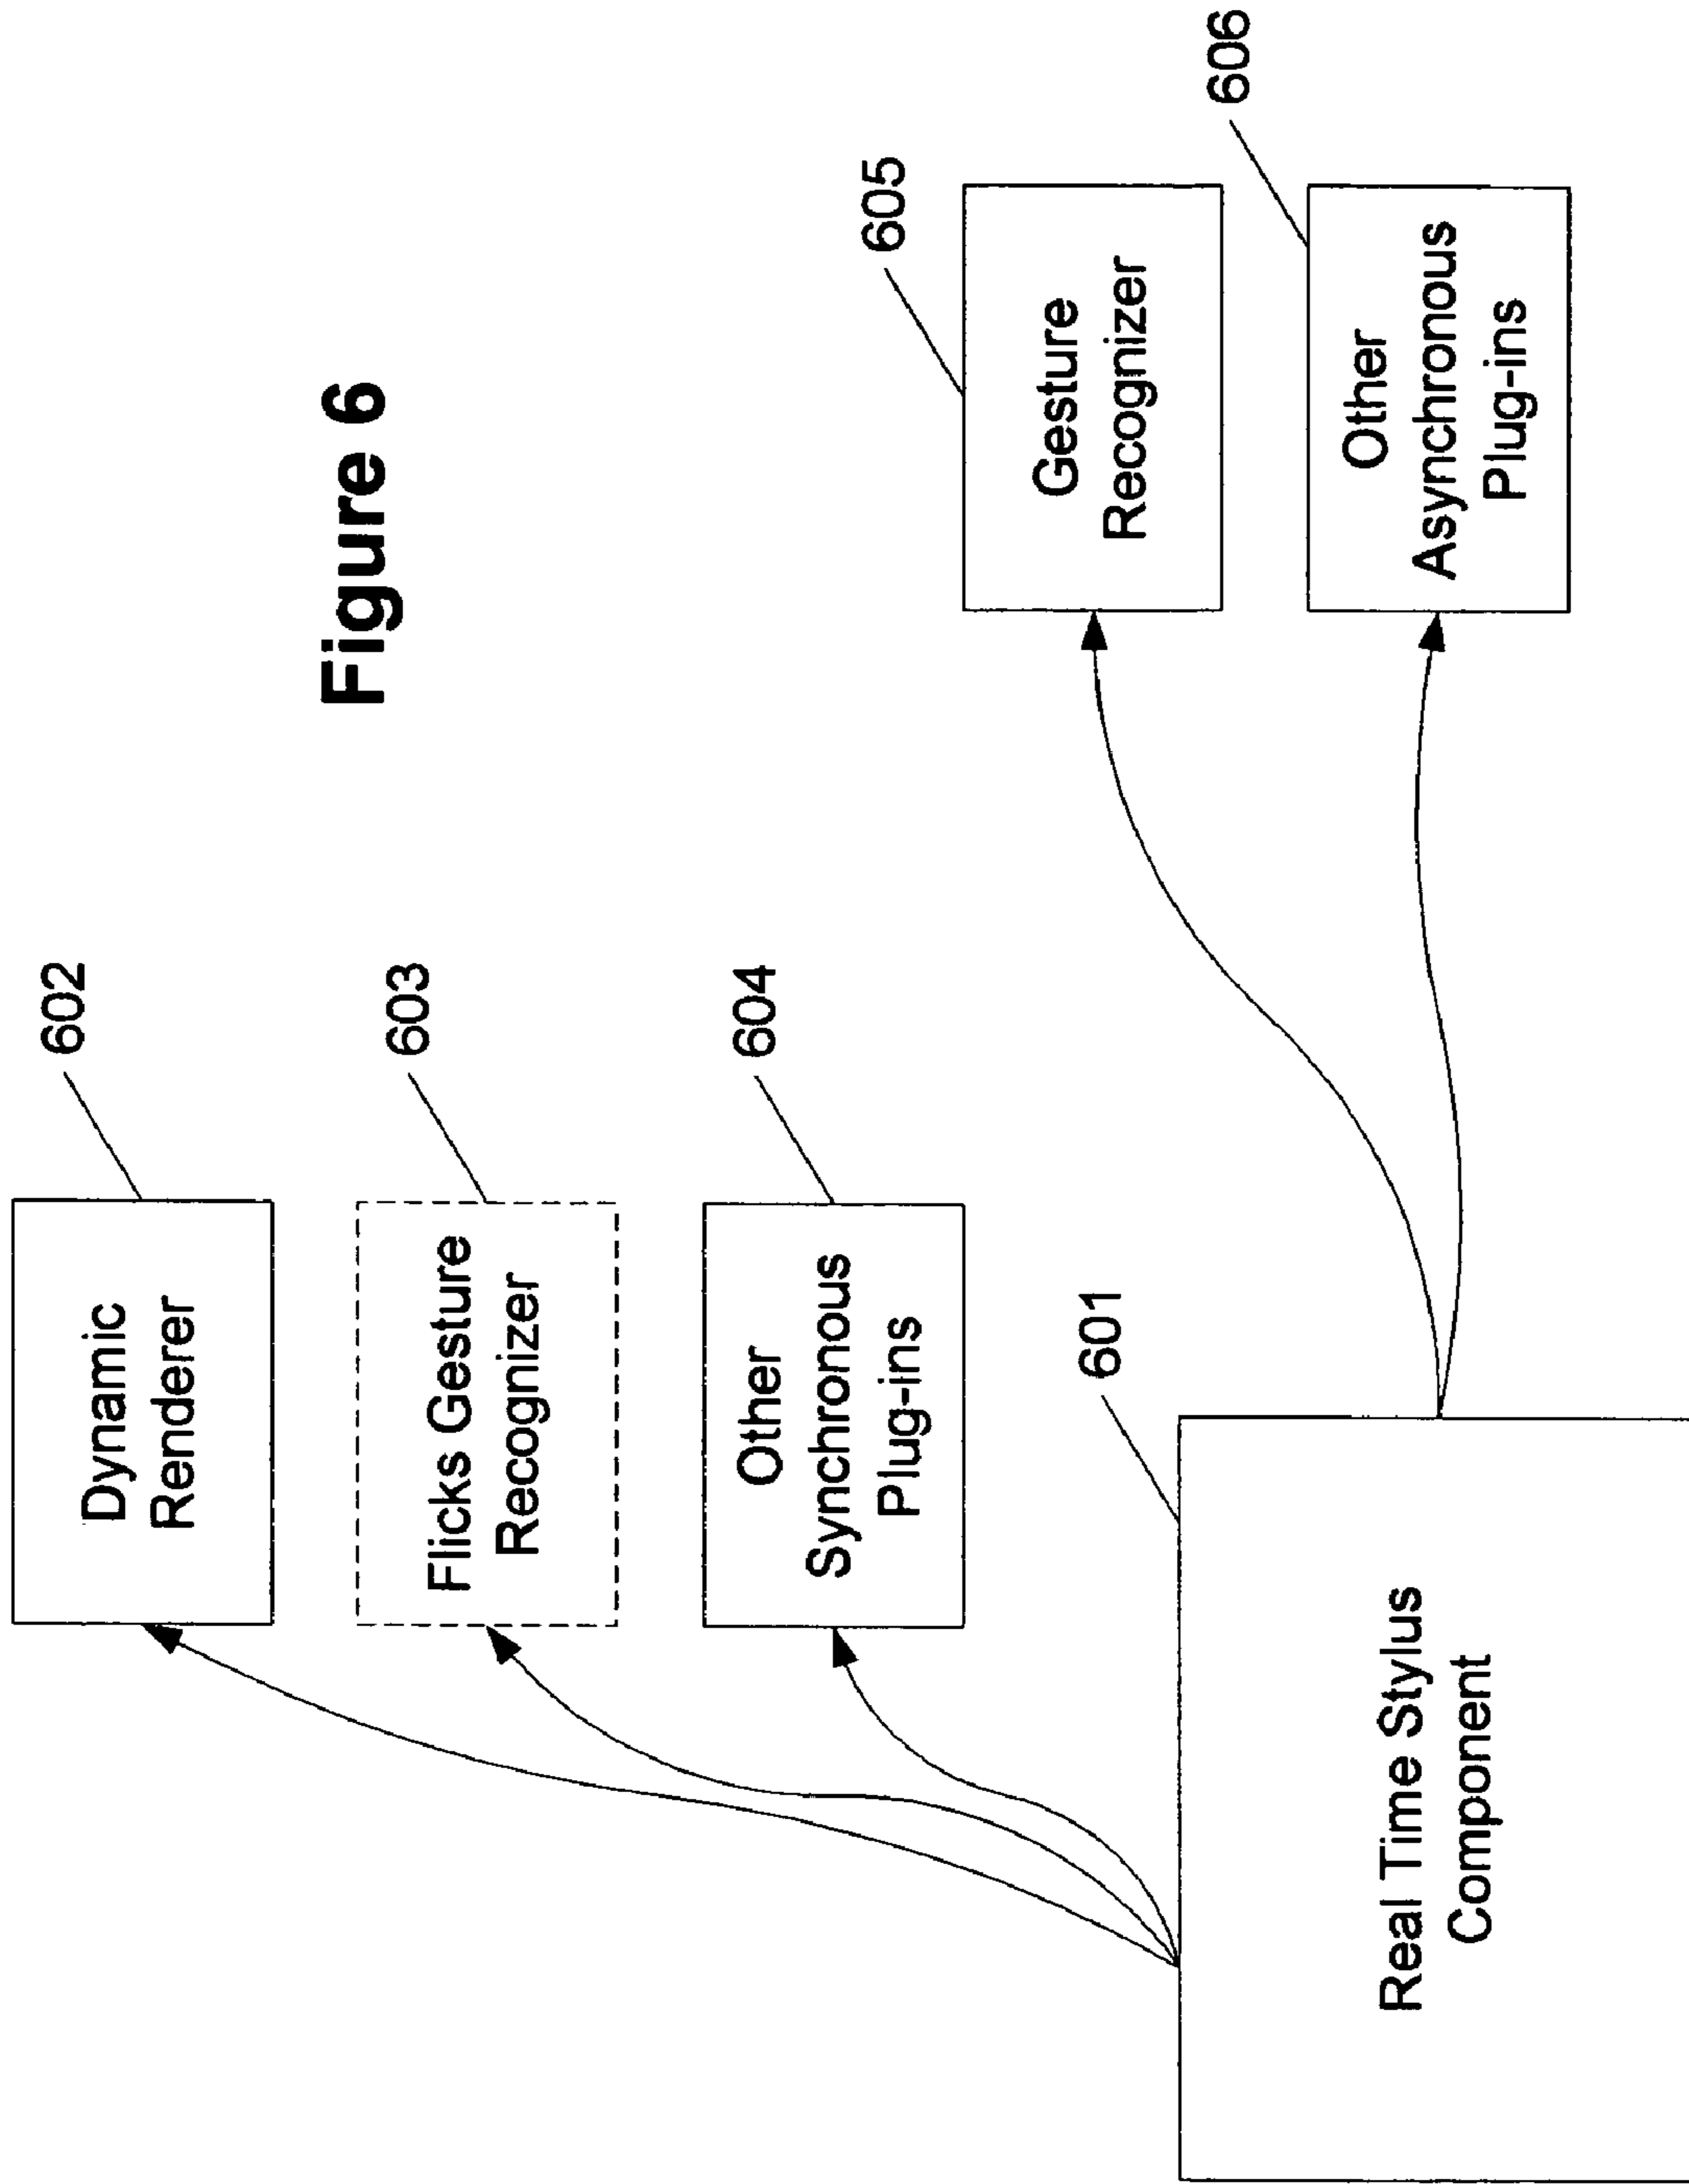 Figure 6
602
Dynamic
Renderer
603
Flicks Gesture
Recognizer
604
Other
Synchronous
Plug-ins
601
Real Time Stylus
Component
605
Gesture
Recognizer
606
Other
Asynchronous
Plug-ins